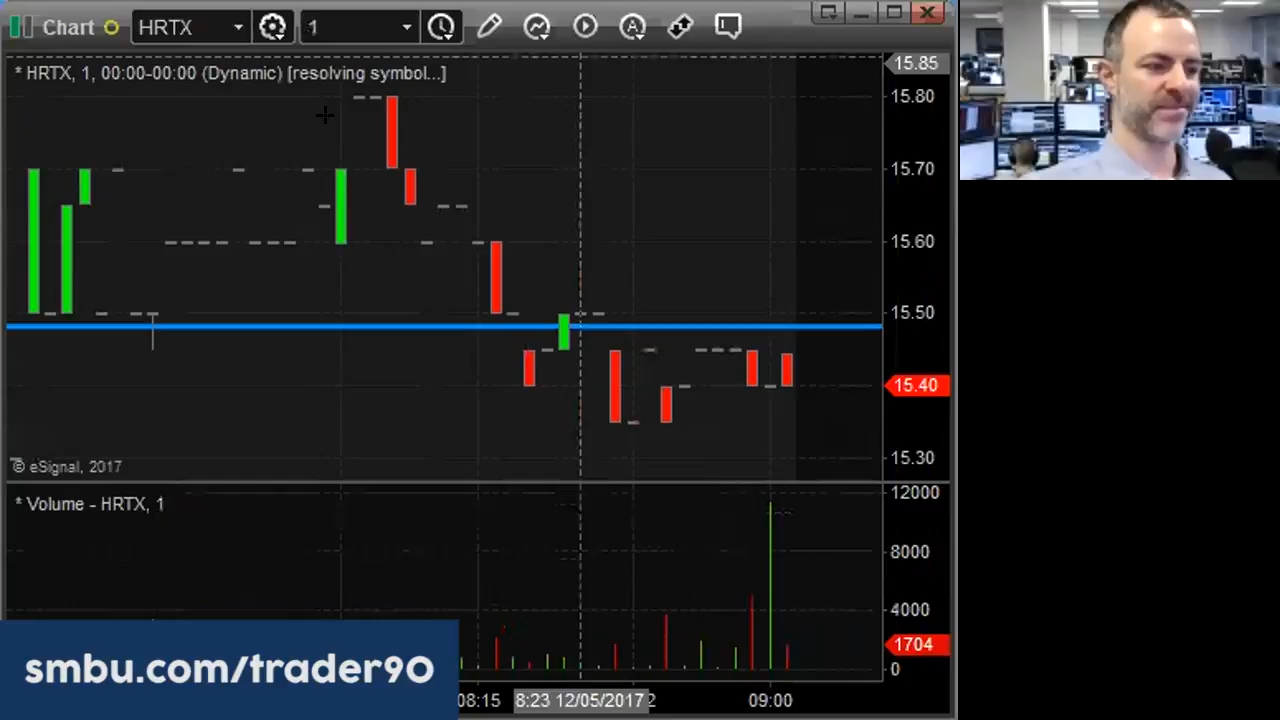 Chart HRTX 1
* HRTX, 1, 00:00-00:00 (Dynamic) [resolving symbol...]
15.85
15.80
15.70
15.60
15.50
15.40
15.30
© eSignal, 2017
* Volume - HRTX, 1
12000
8000
4000
1704
0
smbu.com/trader90
08:15 8:23 12/05/2017 2 09:00